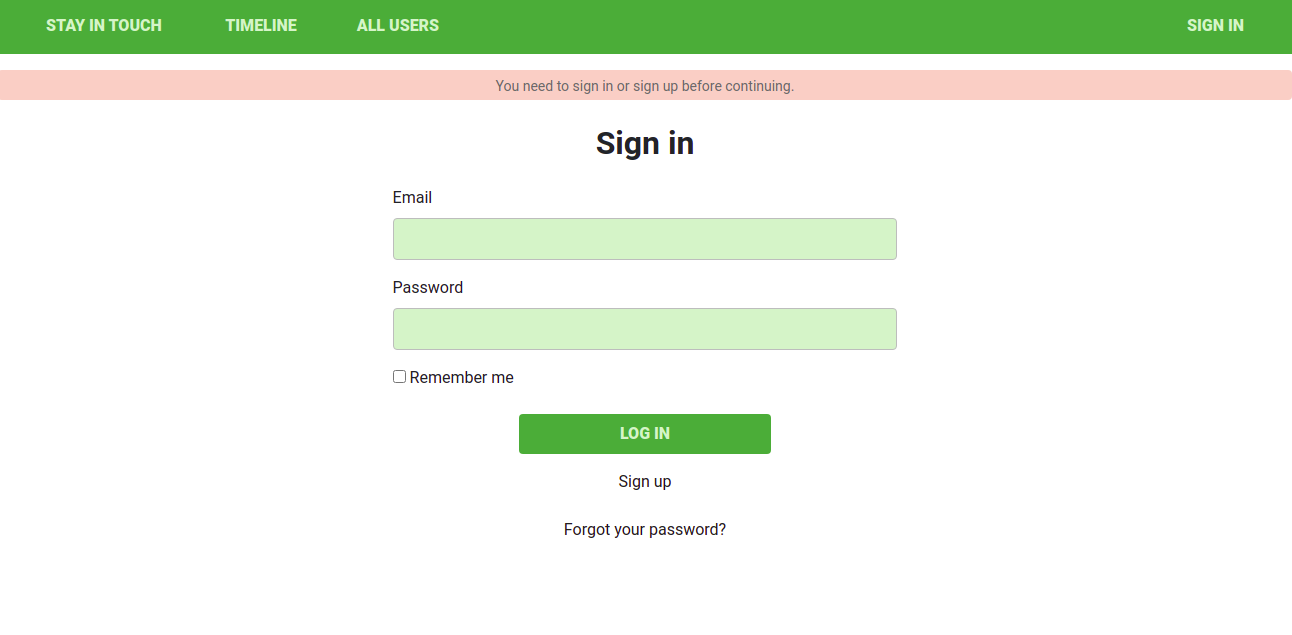 STAY IN TOUCH TIMELINE ALL USERS SIGN IN
You need to sign in or sign up before continuing.
Sign in
Email
Password
Remember me
LOG IN
Sign up
Forgot your password?